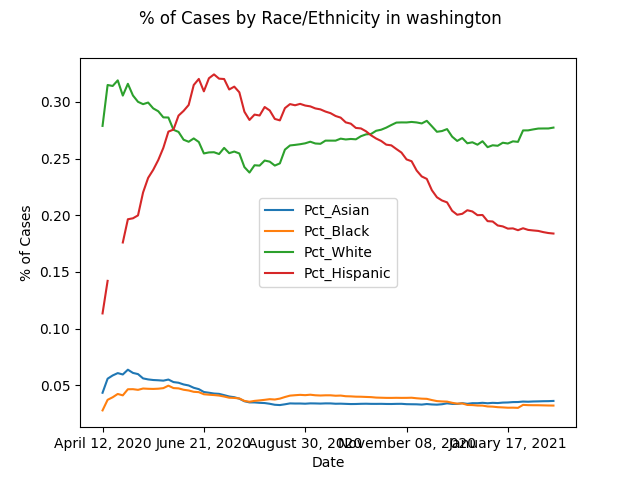 % of Cases by Race/Ethnicity in washington
% of Cases
0.30
0.25
0.20
0.15
0.10
0.05
Pct_Asian
Pct_Black
Pct_White
Pct_Hispanic
April 12, 2020 June 21, 2020 August 30, 2020 November 08, 2020 January 17, 2021
Date